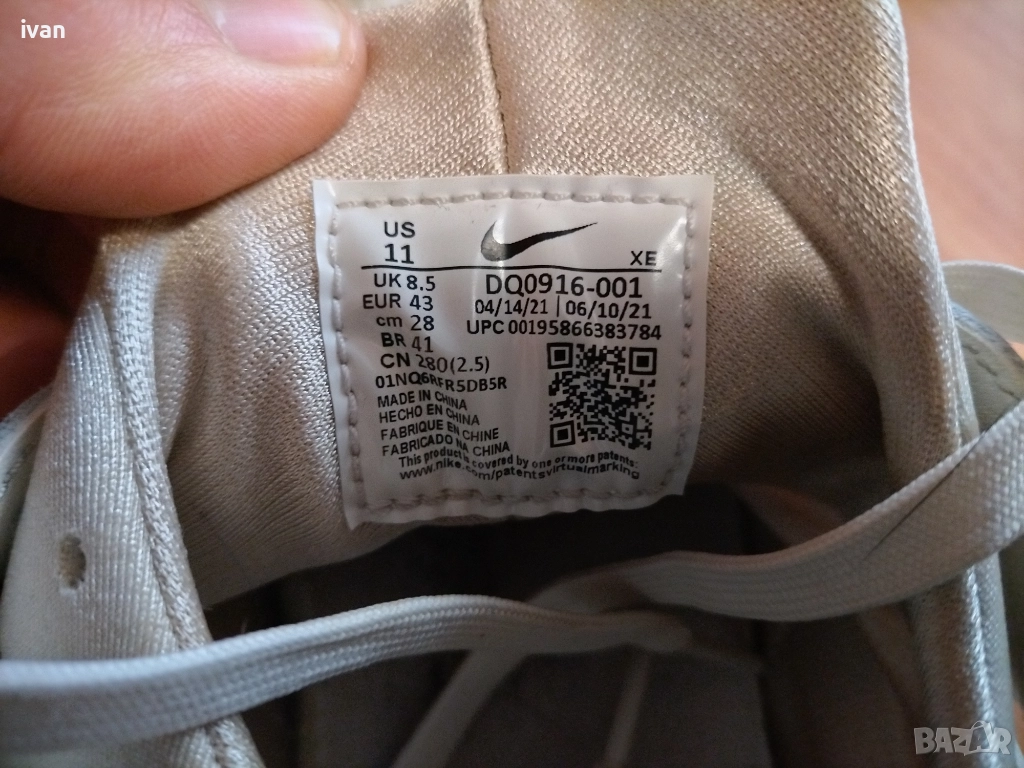 ivan
US
11
XE
UK 8.5
DQ0916-001
EUR 43
04/14/21 | 06/10/21
cm 28
UPC 00195866383784
BR 41
CN 280(2.5)
01NQ6RFR5DB5R
MADE IN CHINA
HECHO EN CHINA
FABRIQUE EN CHINE
FABRICADO NA CHINA
This product is covered by one or more patents:
www.nike.com/patentsvirtualmarking
BAZAR